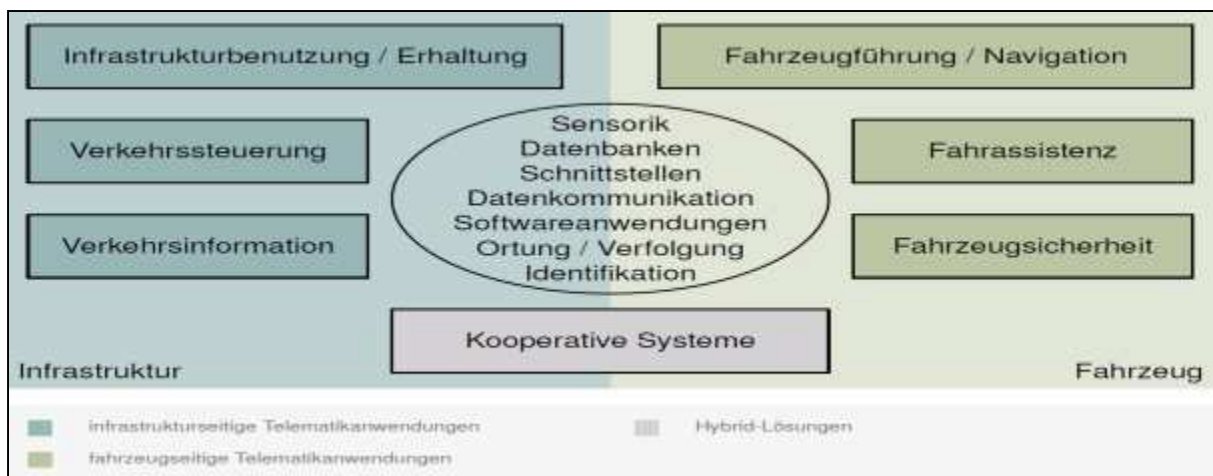 Infrastrukturbenutzung / Erhaltung
Fahrzeugführung / Navigation
Verkehrssteuerung
Verkehrsinformation
Sensorik
Datenbanken
Schnittstellen
Datenkommunikation
Softwareanwendungen
Ortung / Verfolgung
Identifikation
Fahrassistenz
Fahrzeugsicherheit
Kooperative Systeme
Infrastruktur
Fahrzeug
infrastrukturseitige Telematikanwendungen
fahrzeugseitige Telematikanwendungen
Hybrid-Lösungen